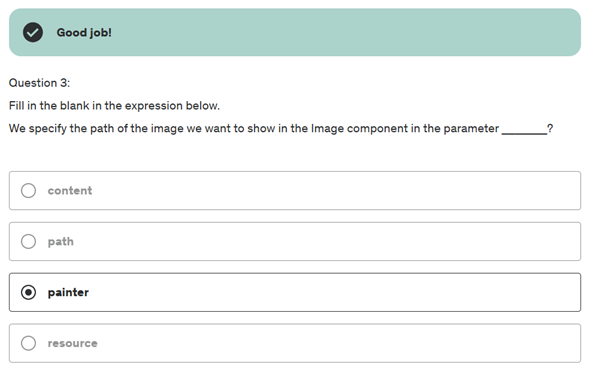 Good job!
Question 3:
Fill in the blank in the expression below.
We specify the path of the image we want to show in the Image component in the parameter _______?
content
path
painter
resource